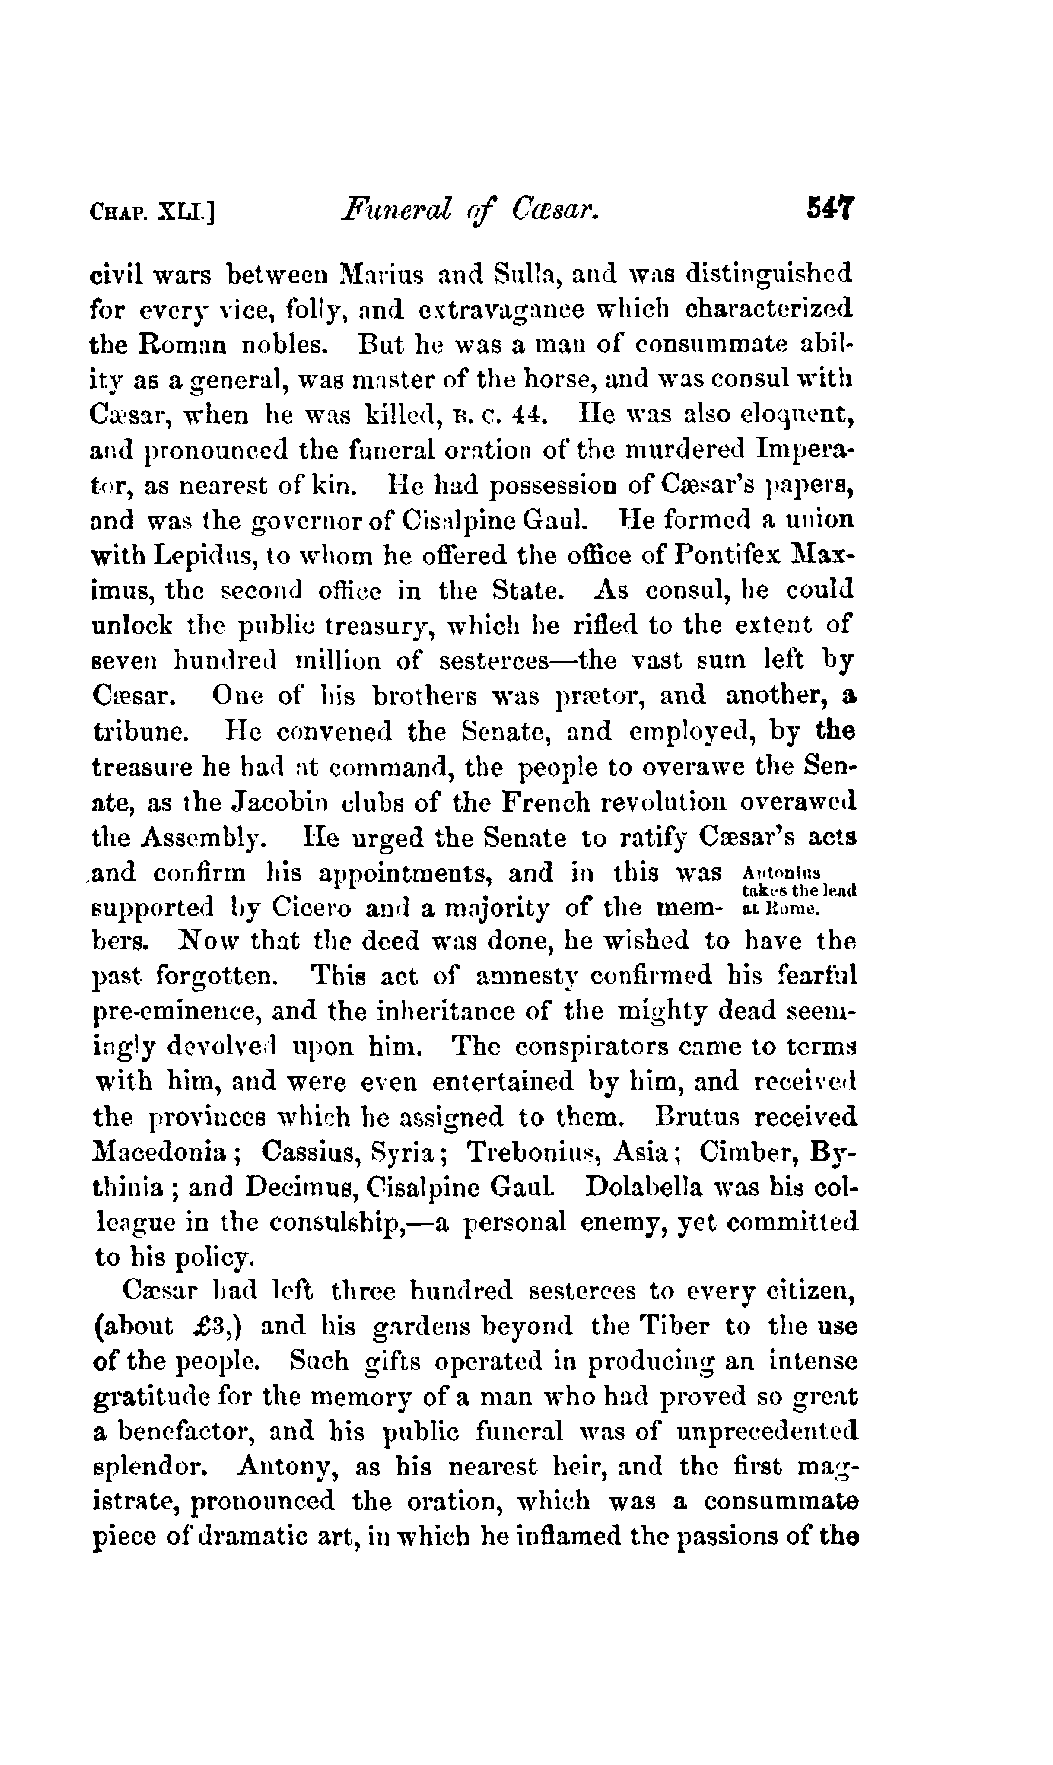 CHAP. XLI.] Funeral of Cæsar. 547
civil wars between Marius and Sulla, and was distinguished
for every vice, folly, and extravagance which characterized
the Roman nobles. But he was a man of consummate abil-
ity as a general, was master of the horse, and was consul with
Cæsar, when he was killed, B. C. 44. He was also eloquent,
and pronounced the funeral oration of the murdered Impera-
tor, as nearest of kin. He had possession of Cæsar's papers,
and was the governor of Cisalpine Gaul. He formed a union
with Lepidus, to whom he offered the office of Pontifex Max-
imus, the second office in the State. As consul, he could
unlock the public treasury, which he rifled to the extent of
seven hundred million of sesterces—the vast sum left by
Cæsar. One of his brothers was prætor, and another, a
tribune. He convened the Senate, and employed, by the
treasure he had at command, the people to overawe the Sen-
ate, as the Jacobin clubs of the French revolution overawed
the Assembly. He urged the Senate to ratify Cæsar's acts
and confirm his appointments, and in this was
Antonius
takes the lead
at Rome.
supported by Cicero and a majority of the mem-
bers. Now that the deed was done, he wished to have the
past forgotten. This act of amnesty confirmed his fearful
pre-eminence, and the inheritance of the mighty dead seem-
ingly devolved upon him. The conspirators came to terms
with him, and were even entertained by him, and received
the provinces which he assigned to them. Brutus received
Macedonia; Cassius, Syria; Trebonius, Asia; Cimber, By-
thinia; and Decimus, Cisalpine Gaul. Dolabella was his col-
league in the consulship,—a personal enemy, yet committed
to his policy.
Cæsar had left three hundred sesterces to every citizen,
(about £3,) and his gardens beyond the Tiber to the use
of the people. Such gifts operated in producing an intense
gratitude for the memory of a man who had proved so great
a benefactor, and his public funeral was of unprecedented
splendor. Antony, as his nearest heir, and the first mag-
istrate, pronounced the oration, which was a consummate
piece of dramatic art, in which he inflamed the passions of the